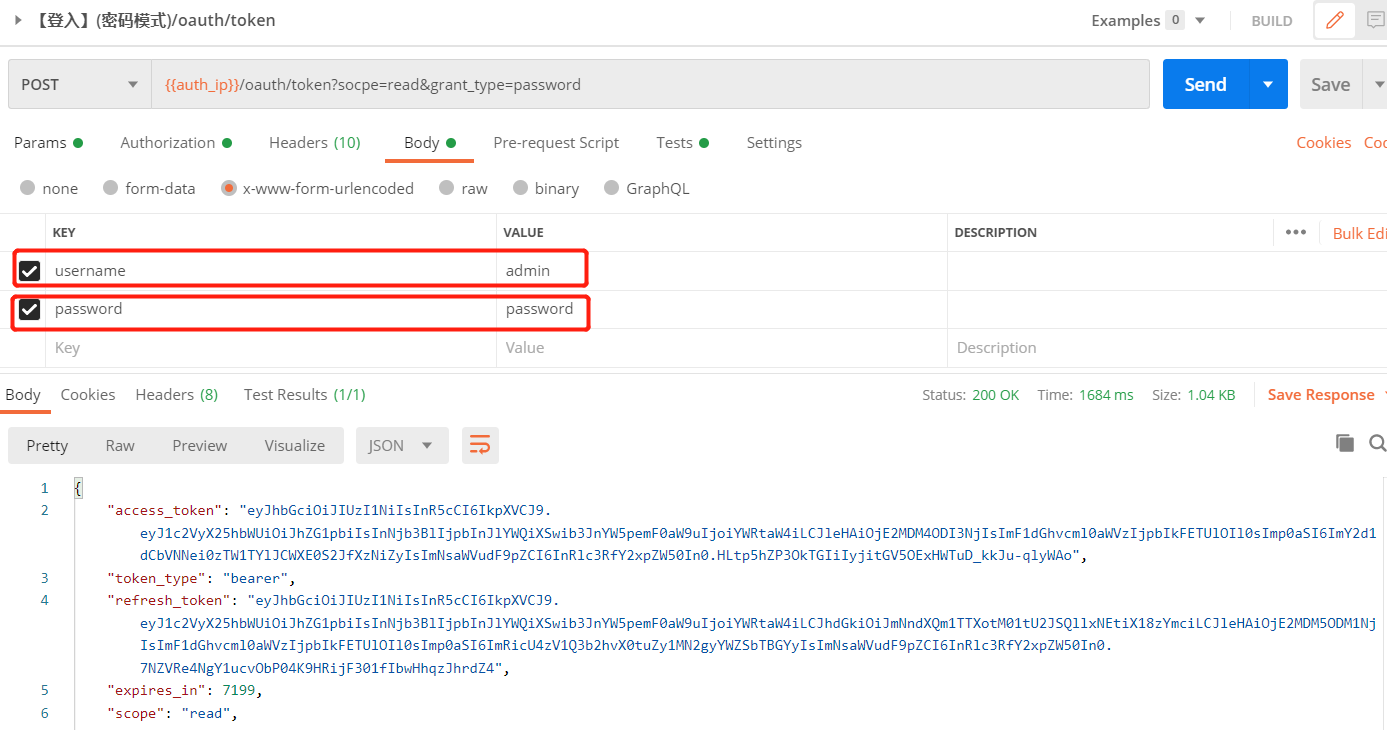 【登入】(密码模式)/oauth/token
Examples 0 BUILD
POST {{auth_ip}}/oauth/token?socpe=read&grant_type=password Send Save
Params Authorization Headers (10) Body Pre-request Script Tests Settings Cookies Coc
none form-data x-www-form-urlencoded raw binary GraphQL
KEY VALUE DESCRIPTION ••• Bulk Edi
username admin
password password
Key Value Description
Body Cookies Headers (8) Test Results (1/1) Status: 200 OK Time: 1684 ms Size: 1.04 KB Save Response
Pretty Raw Preview Visualize JSON
1 {
2 "access_token": "eyJhbGciOiJIUzI1NiIsInR5cCI6IkpXVCJ9.
eyJ1c2VyX25hbWUiOiJhZG1pbiIsInNjb3BlIjpbInJlYWQiXSwib3JnYW5pemF0aW9uIjoiYWRtaW4iLCJleHAiOjE2MDM4ODI3NjIsImF1dGhvcml0aWVzIjpbIkFETUlOIl0sImp0aSI6ImY2d1
dCbVNNei0zTW1TYlJCWXE0S2JfXzNiZyIsImNsaWVudF9pZCI6InRlc3RfY2xpZW50In0.HLtp5hZP3OkTGIiIyjitGV5OExHWTuD_kkJu-qlyWAo",
3 "token_type": "bearer",
4 "refresh_token": "eyJhbGciOiJIUzI1NiIsInR5cCI6IkpXVCJ9.
eyJ1c2VyX25hbWUiOiJhZG1pbiIsInNjb3BlIjpbInJlYWQiXSwib3JnYW5pemF0aW9uIjoiYWRtaW4iLCJhdGkiOiJmNndXQm1TTXotM01tU2JSQllxNEtiX18zYmciLCJleHAiOjE2MDM5ODM1Nj
IsImF1dGhvcml0aWVzIjpbIkFETUlOIl0sImp0aSI6ImRicU4zV1Q3b2hvX0tuZy1MN2gyYWZSbTBGYyIsImNsaWVudF9pZCI6InRlc3RfY2xpZW50In0.
7NZVRe4NgY1ucvObP04K9HRijF301fIbwHhqzJhrdZ4",
5 "expires_in": 7199,
6 "scope": "read",